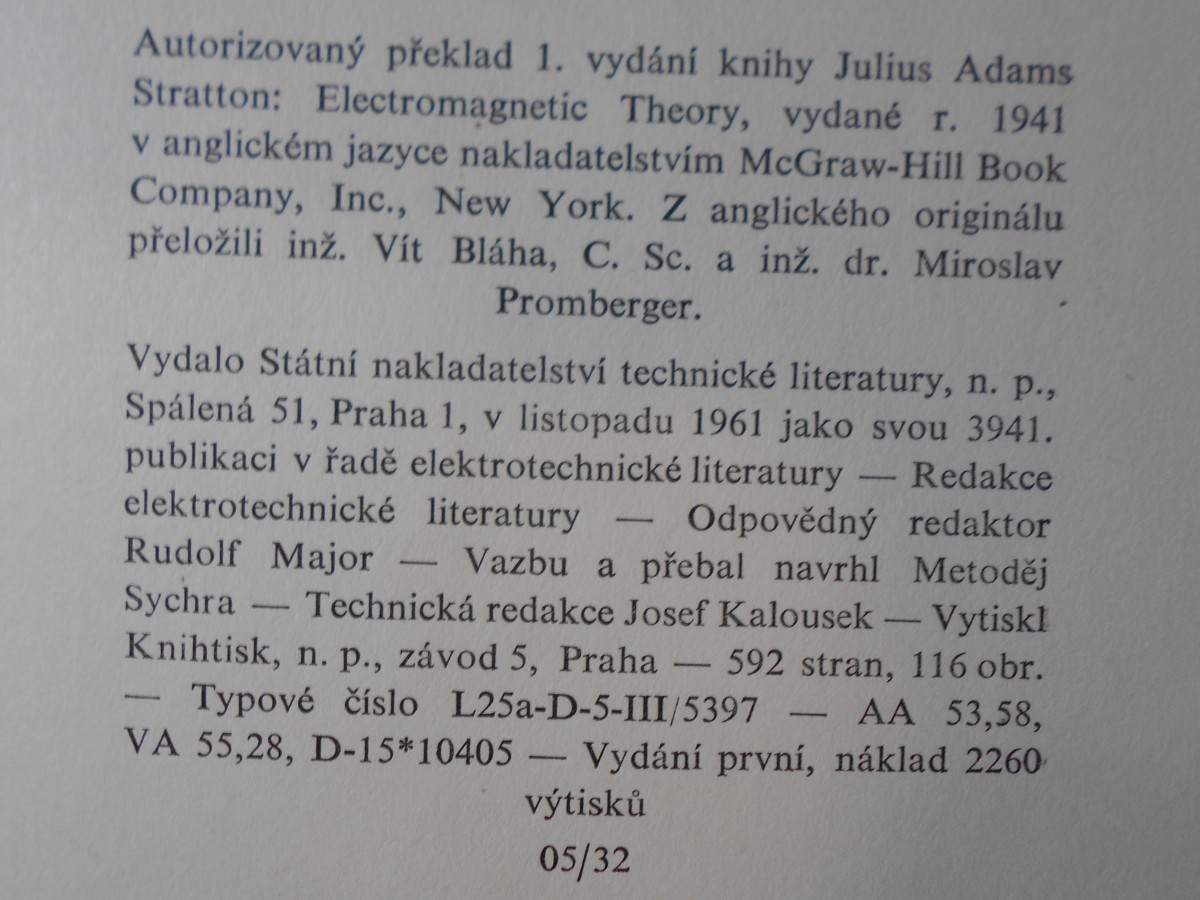 Autorizovaný překlad 1. vydání knihy Julius Adams
Stratton: Electromagnetic Theory, vydané r. 1941
v anglickém jazyce nakladatelstvím McGraw-Hill Book
Company, Inc., New York. Z anglického originálu
přeložili inž. Vít Bláha, C. Sc. a inž. dr. Miroslav
Promberger.
Vydalo Státní nakladatelství technické literatury, n. p.,
Spálená 51, Praha 1, v listopadu 1961 jako svou 3941.
publikaci v řadě elektrotechnické literatury — Redakce
elektrotechnické literatury — Odpovědný redaktor
Rudolf Major — Vazbu a přebal navrhl Metoděj
Sychra — Technická redakce Josef Kalousek — Vytiskl
Knihtisk, n. p., závod 5, Praha — 592 stran, 116 obr.
— Typové číslo L25a-D-5-III/5397 — AA 53,58,
VA 55,28, D-15*10405 — Vydání první, náklad 2260
výtisků
05/32